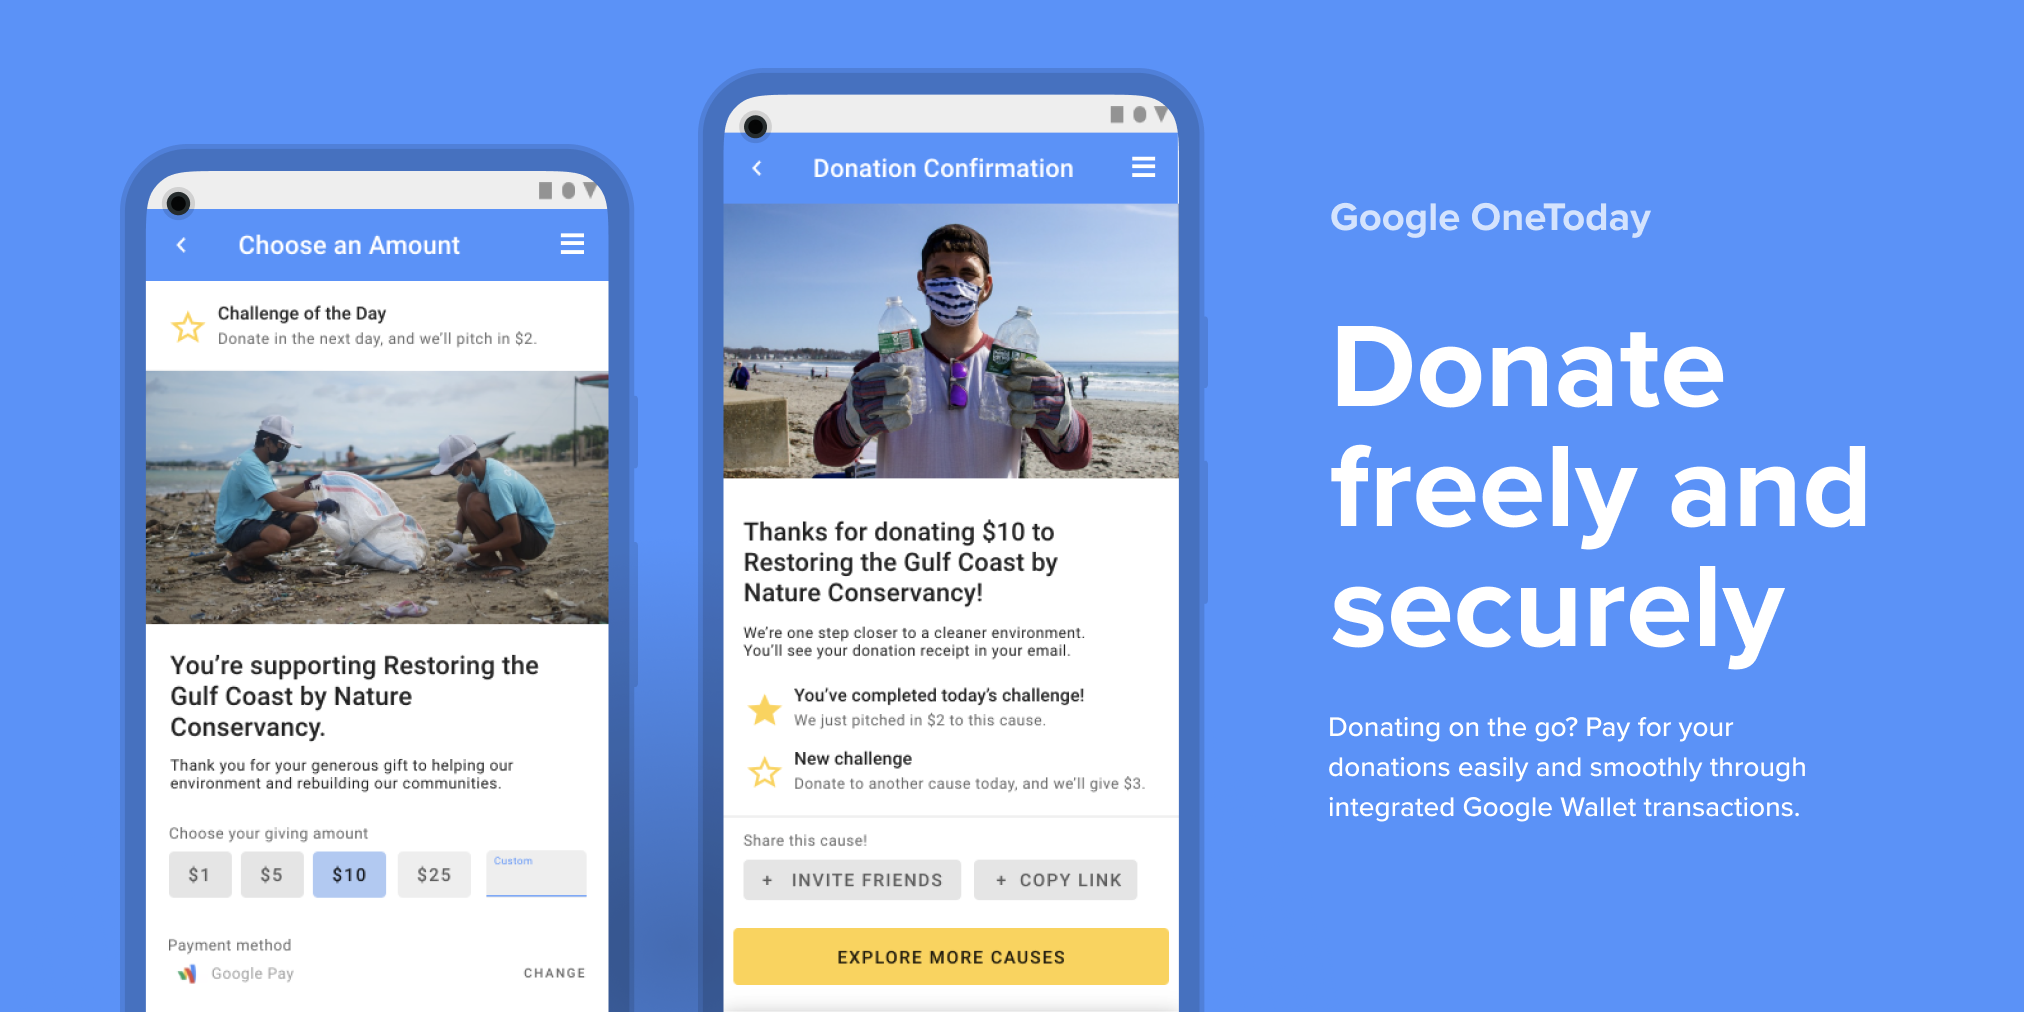 Choose an Amount
Challenge of the Day
Donate in the next day, and we'll pitch in $2.
You're supporting Restoring the
Gulf Coast by Nature
Conservancy.
Thank you for your generous gift to helping our
environment and rebuilding our communities.
Choose your giving amount
$1
$5
$10
$25
Custom
Payment method
Google Pay
CHANGE
Donation Confirmation
Thanks for donating $10 to
Restoring the Gulf Coast by
Nature Conservancy!
We're one step closer to a cleaner environment.
You'll see your donation receipt in your email.
You've completed today's challenge!
We just pitched in $2 to this cause.
New challenge
Donate to another cause today, and we'll give $3.
Share this cause!
+ INVITE FRIENDS
+ COPY LINK
EXPLORE MORE CAUSES
Google OneToday
Donate
freely and
securely
Donating on the go? Pay for your
donations easily and smoothly through
integrated Google Wallet transactions.